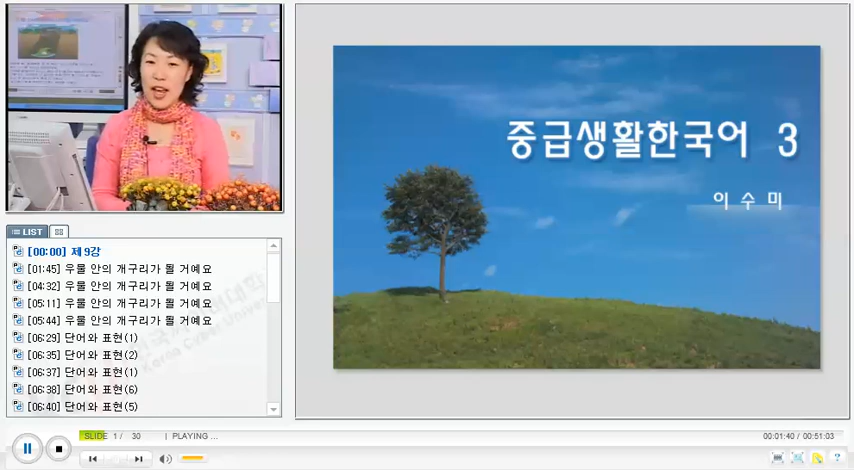 중급생활한국어 3
이 수 미
LIST
[00:00] 제 9강
[01:45] 우물 안의 개구리가 될 거예요
[04:32] 우물 안의 개구리가 될 거예요
[05:11] 우물 안의 개구리가 될 거예요
[05:44] 우물 안의 개구리가 될 거예요
[06:29] 단어와 표현(1)
[06:35] 단어와 표현(2)
[06:37] 단어와 표현(1)
[06:38] 단어와 표현(6)
[06:40] 단어와 표현(5)
SLIDE 1 / 30 | PLAYING ...
00:01:40 / 00:51:03